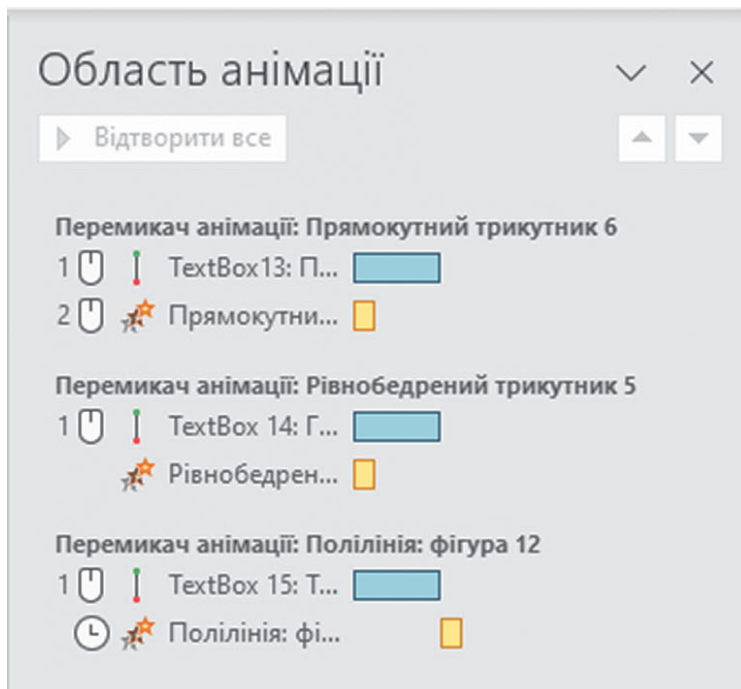 Область анімації
Відтворити все
Перемикач анімації: Прямокутний трикутник 6
1 TextBox13: П...
2 Прямокутни...
Перемикач анімації: Рівнобедрений трикутник 5
1 TextBox 14: Г...
Рівнобедрен...
Перемикач анімації: Полілінія: фігура 12
1 TextBox 15: Т...
Полілінія: фі...